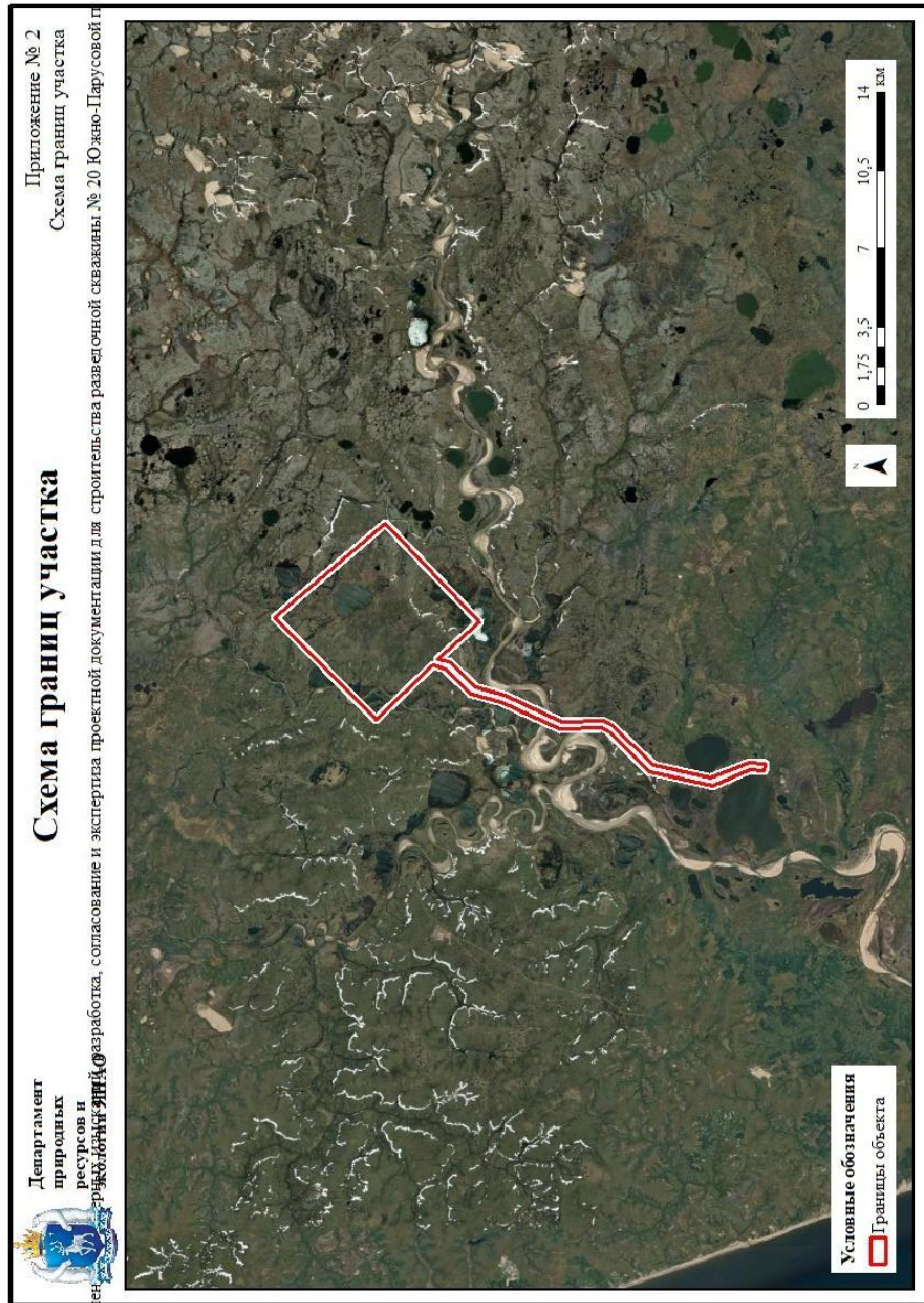 Департамент
природных
ресурсов и
экологии ЯНАО
Схема границ участка
Приложение № 2
Схема границ участка
разработка, согласование и экспертиза проектной документации для строительства разведочной скважины № 20 Южно-Парусовой п
Условные обозначения
Границы объекта
N
0 1,75 3,5 7 10,5 14
км